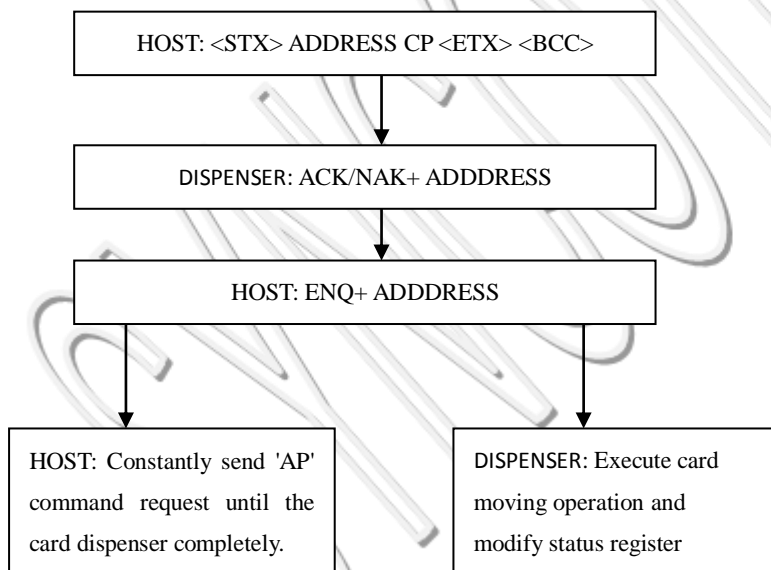 HOST: <STX> ADDRESS CP <ETX> <BCC>
DISPENSER: ACK/NAK+ ADDDRESS
HOST: ENQ+ ADDDRESS
HOST: Constantly send 'AP'
command request until the
card dispenser completely.
DISPENSER: Execute card
moving operation and
modify status register